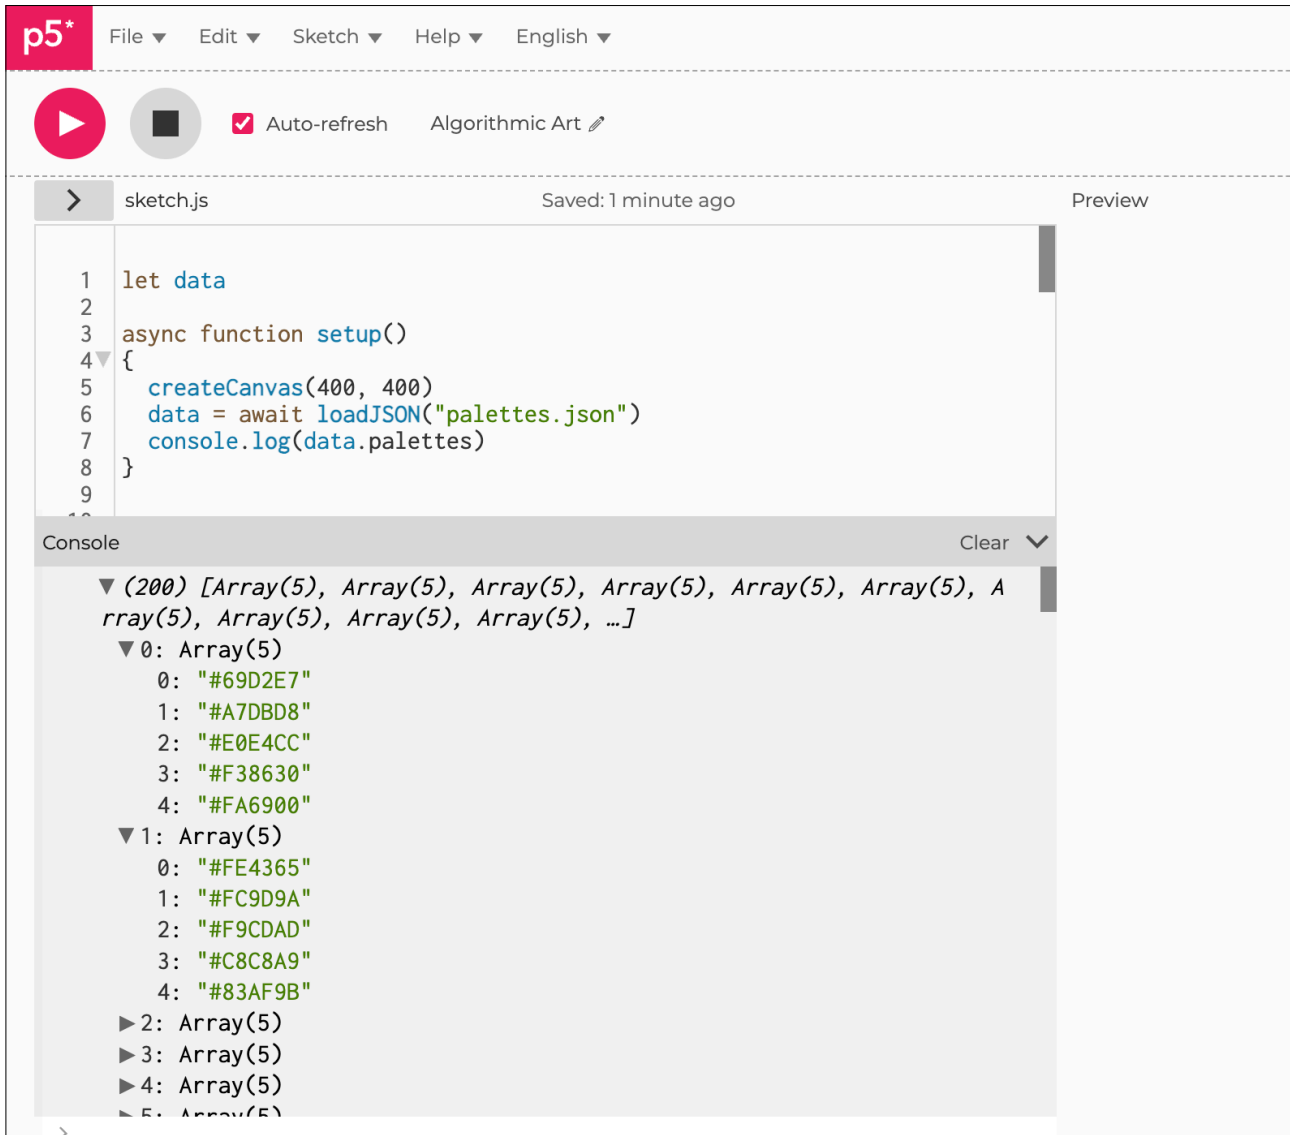 p5* File Edit Sketch Help English
Auto-refresh Algorithmic Art
sketch.js Saved: 1 minute ago Preview
1 let data
2
3 async function setup()
4 {
5 createCanvas(400, 400)
6 data = await loadJSON("palettes.json")
7 console.log(data.palettes)
8 }
9
10
Console Clear
(200) [Array(5), Array(5), Array(5), Array(5), Array(5), Array(5), A
rray(5), Array(5), Array(5), Array(5), …]
0: Array(5)
0: "#69D2E7"
1: "#A7DBD8"
2: "#E0E4CC"
3: "#F38630"
4: "#FA6900"
1: Array(5)
0: "#FE4365"
1: "#FC9D9A"
2: "#F9CDAD"
3: "#C8C8A9"
4: "#83AF9B"
2: Array(5)
3: Array(5)
4: Array(5)
5: Array(5)